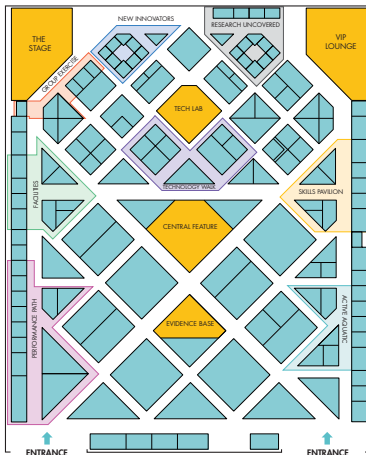 NEW INNOVATORS
RESEARCH UNCOVERED
THE
STAGE
VIP
LOUNGE
GROUP EXERCISE
TECH LAB
TECHNOLOGY WALK
FACILITIES
SKILLS PAVILION
CENTRAL FEATURE
PERFORMANCE PATH
EVIDENCE BASE
ACTIVE AQUATIC
ENTRANCE
ENTRANCE